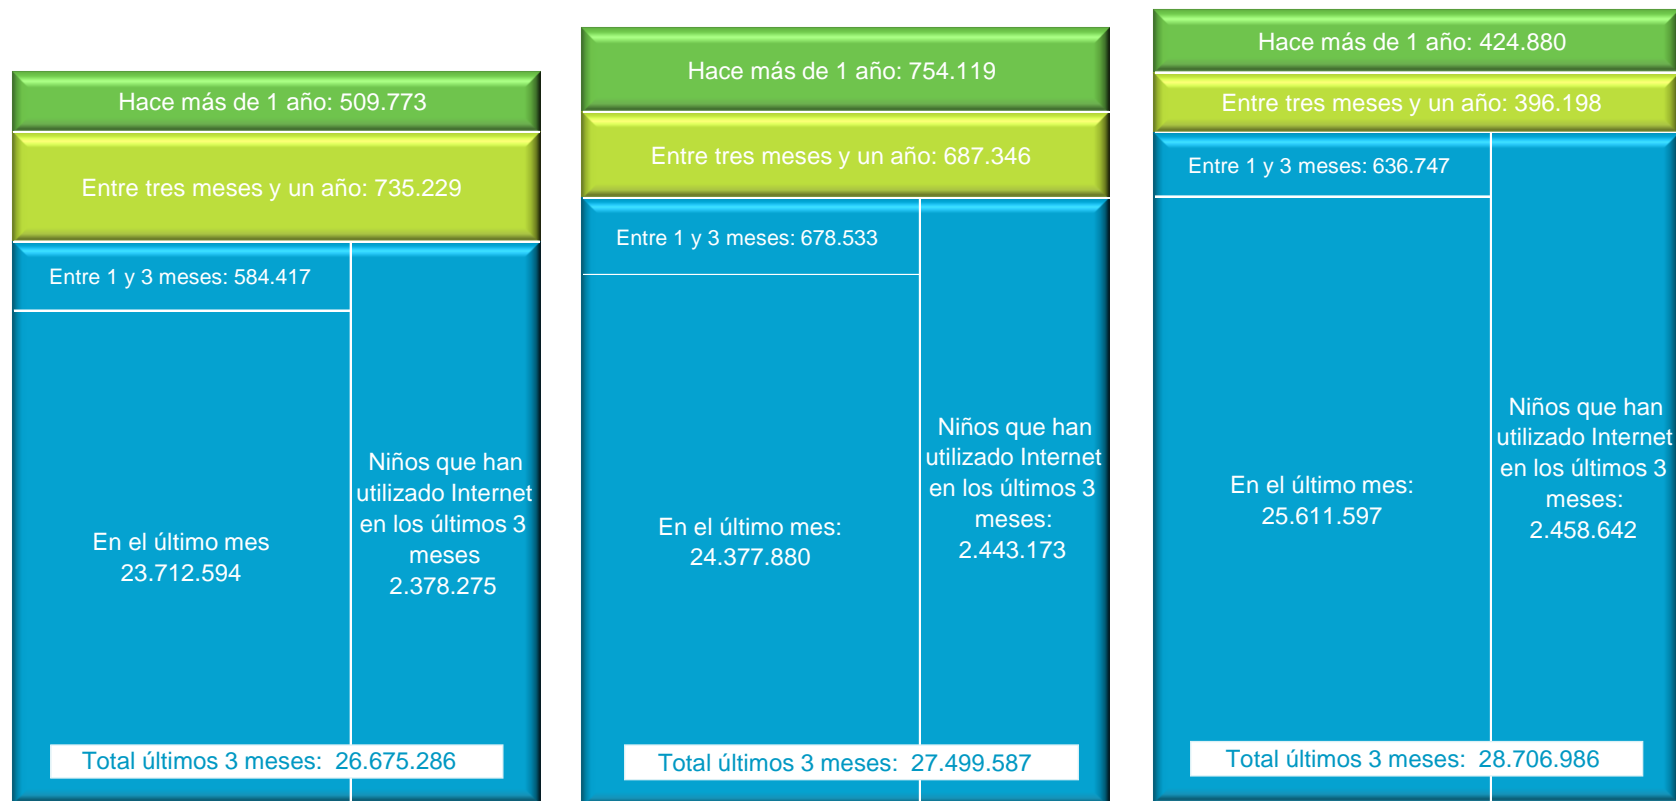 Hace más de 1 año: 509.773
Entre tres meses y un año: 735.229
Entre 1 y 3 meses: 584.417
En el último mes
23.712.594
Niños que han
utilizado Internet
en los últimos 3
meses
2.378.275
Total últimos 3 meses: 26.675.286
Hace más de 1 año: 754.119
Entre tres meses y un año: 687.346
Entre 1 y 3 meses: 678.533
En el último mes:
24.377.880
Niños que han
utilizado Internet
en los últimos 3
meses:
2.443.173
Total últimos 3 meses: 27.499.587
Hace más de 1 año: 424.880
Entre tres meses y un año: 396.198
Entre 1 y 3 meses: 636.747
En el último mes:
25.611.597
Niños que han
utilizado Internet
en los últimos 3
meses:
2.458.642
Total últimos 3 meses: 28.706.986